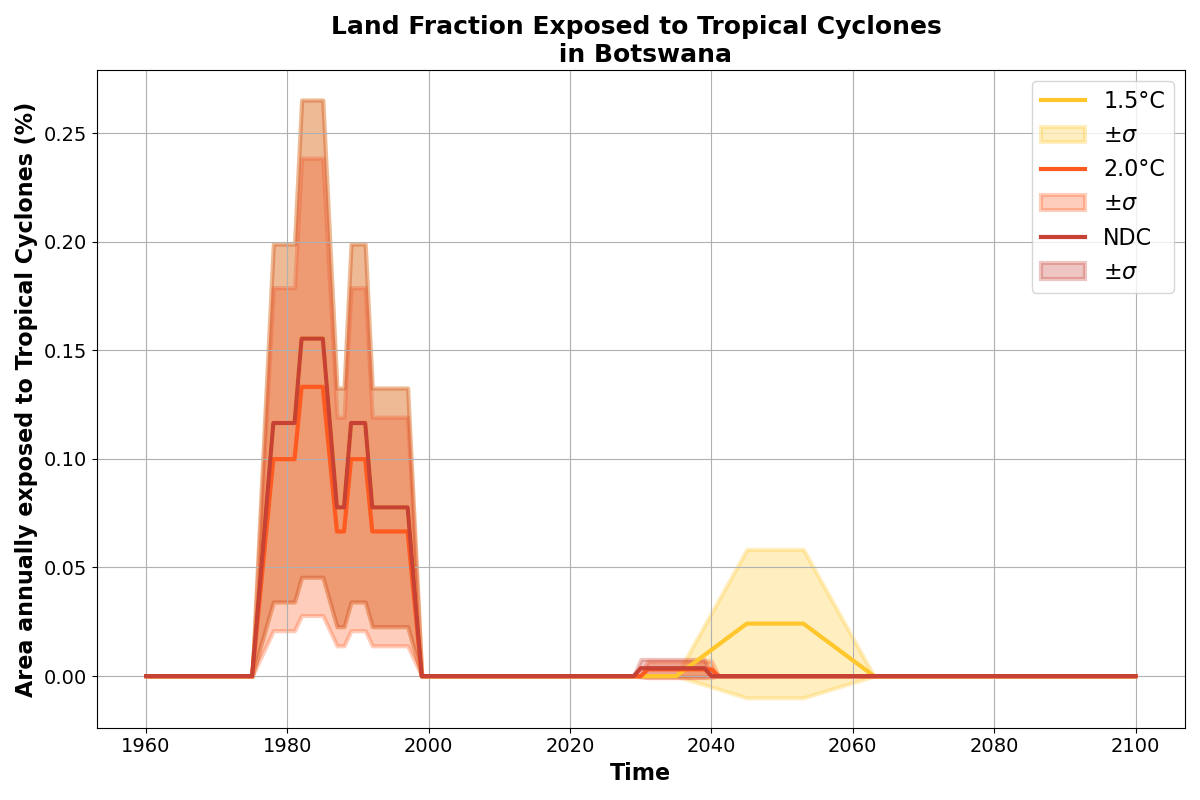 Land Fraction Exposed to Tropical Cyclones
in Botswana
Area annually exposed to Tropical Cyclones (%)
0.25
0.20
0.15
0.10
0.05
0.00
1.5°C
±σ
2.0°C
±σ
NDC
±σ
1960 1980 2000 2020 2040 2060 2080 2100
Time